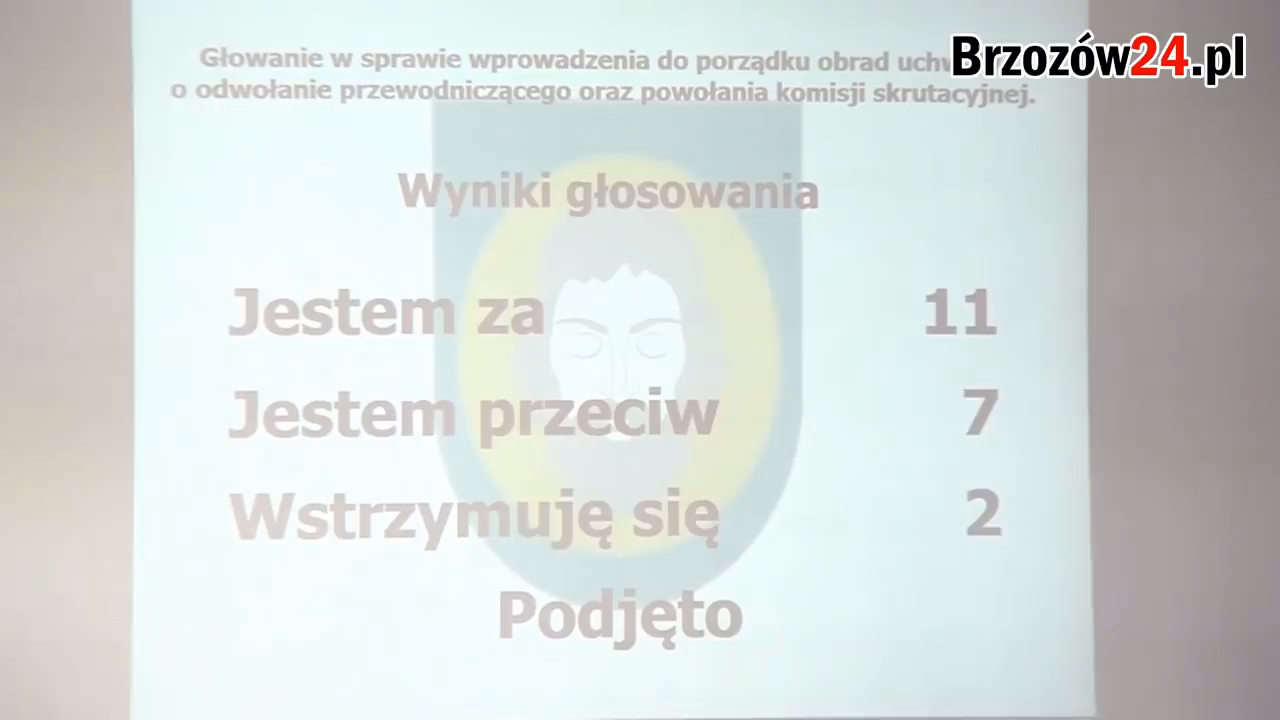 Głowanie w sprawie wprowadzenia do porządku obrad
o odwołanie przewodniczącego oraz powołania komisji skrutacyjnej.
Brzozów24.pl
Wyniki głosowania
Jestem za 11
Jestem przeciw 7
Wstrzymuję się 2
Podjęto